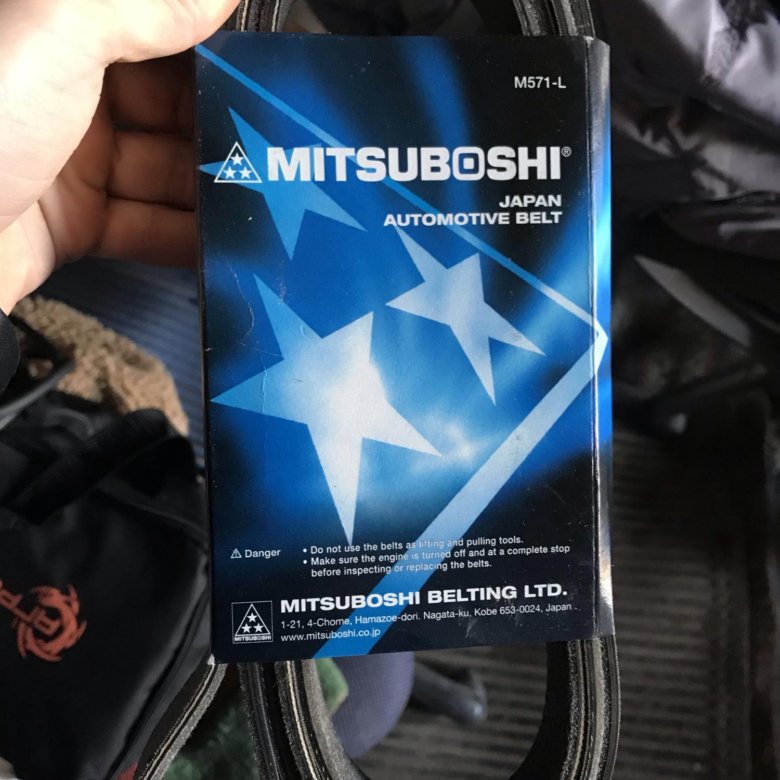 M571-L
MITSUBOSHI®
JAPAN
AUTOMOTIVE BELT
⚠ Danger
• Do not use the belts as lifting and pulling tools.
• Make sure the engine is turned off and at a complete stop
before inspecting or replacing the belts.
MITSUBOSHI
MITSUBOSHI BELTING LTD.
1-21, 4-Chome, Hamazoe-dori. Nagata-ku, Kobe 653-0024, Japan
www.mitsuboshi.co.jp